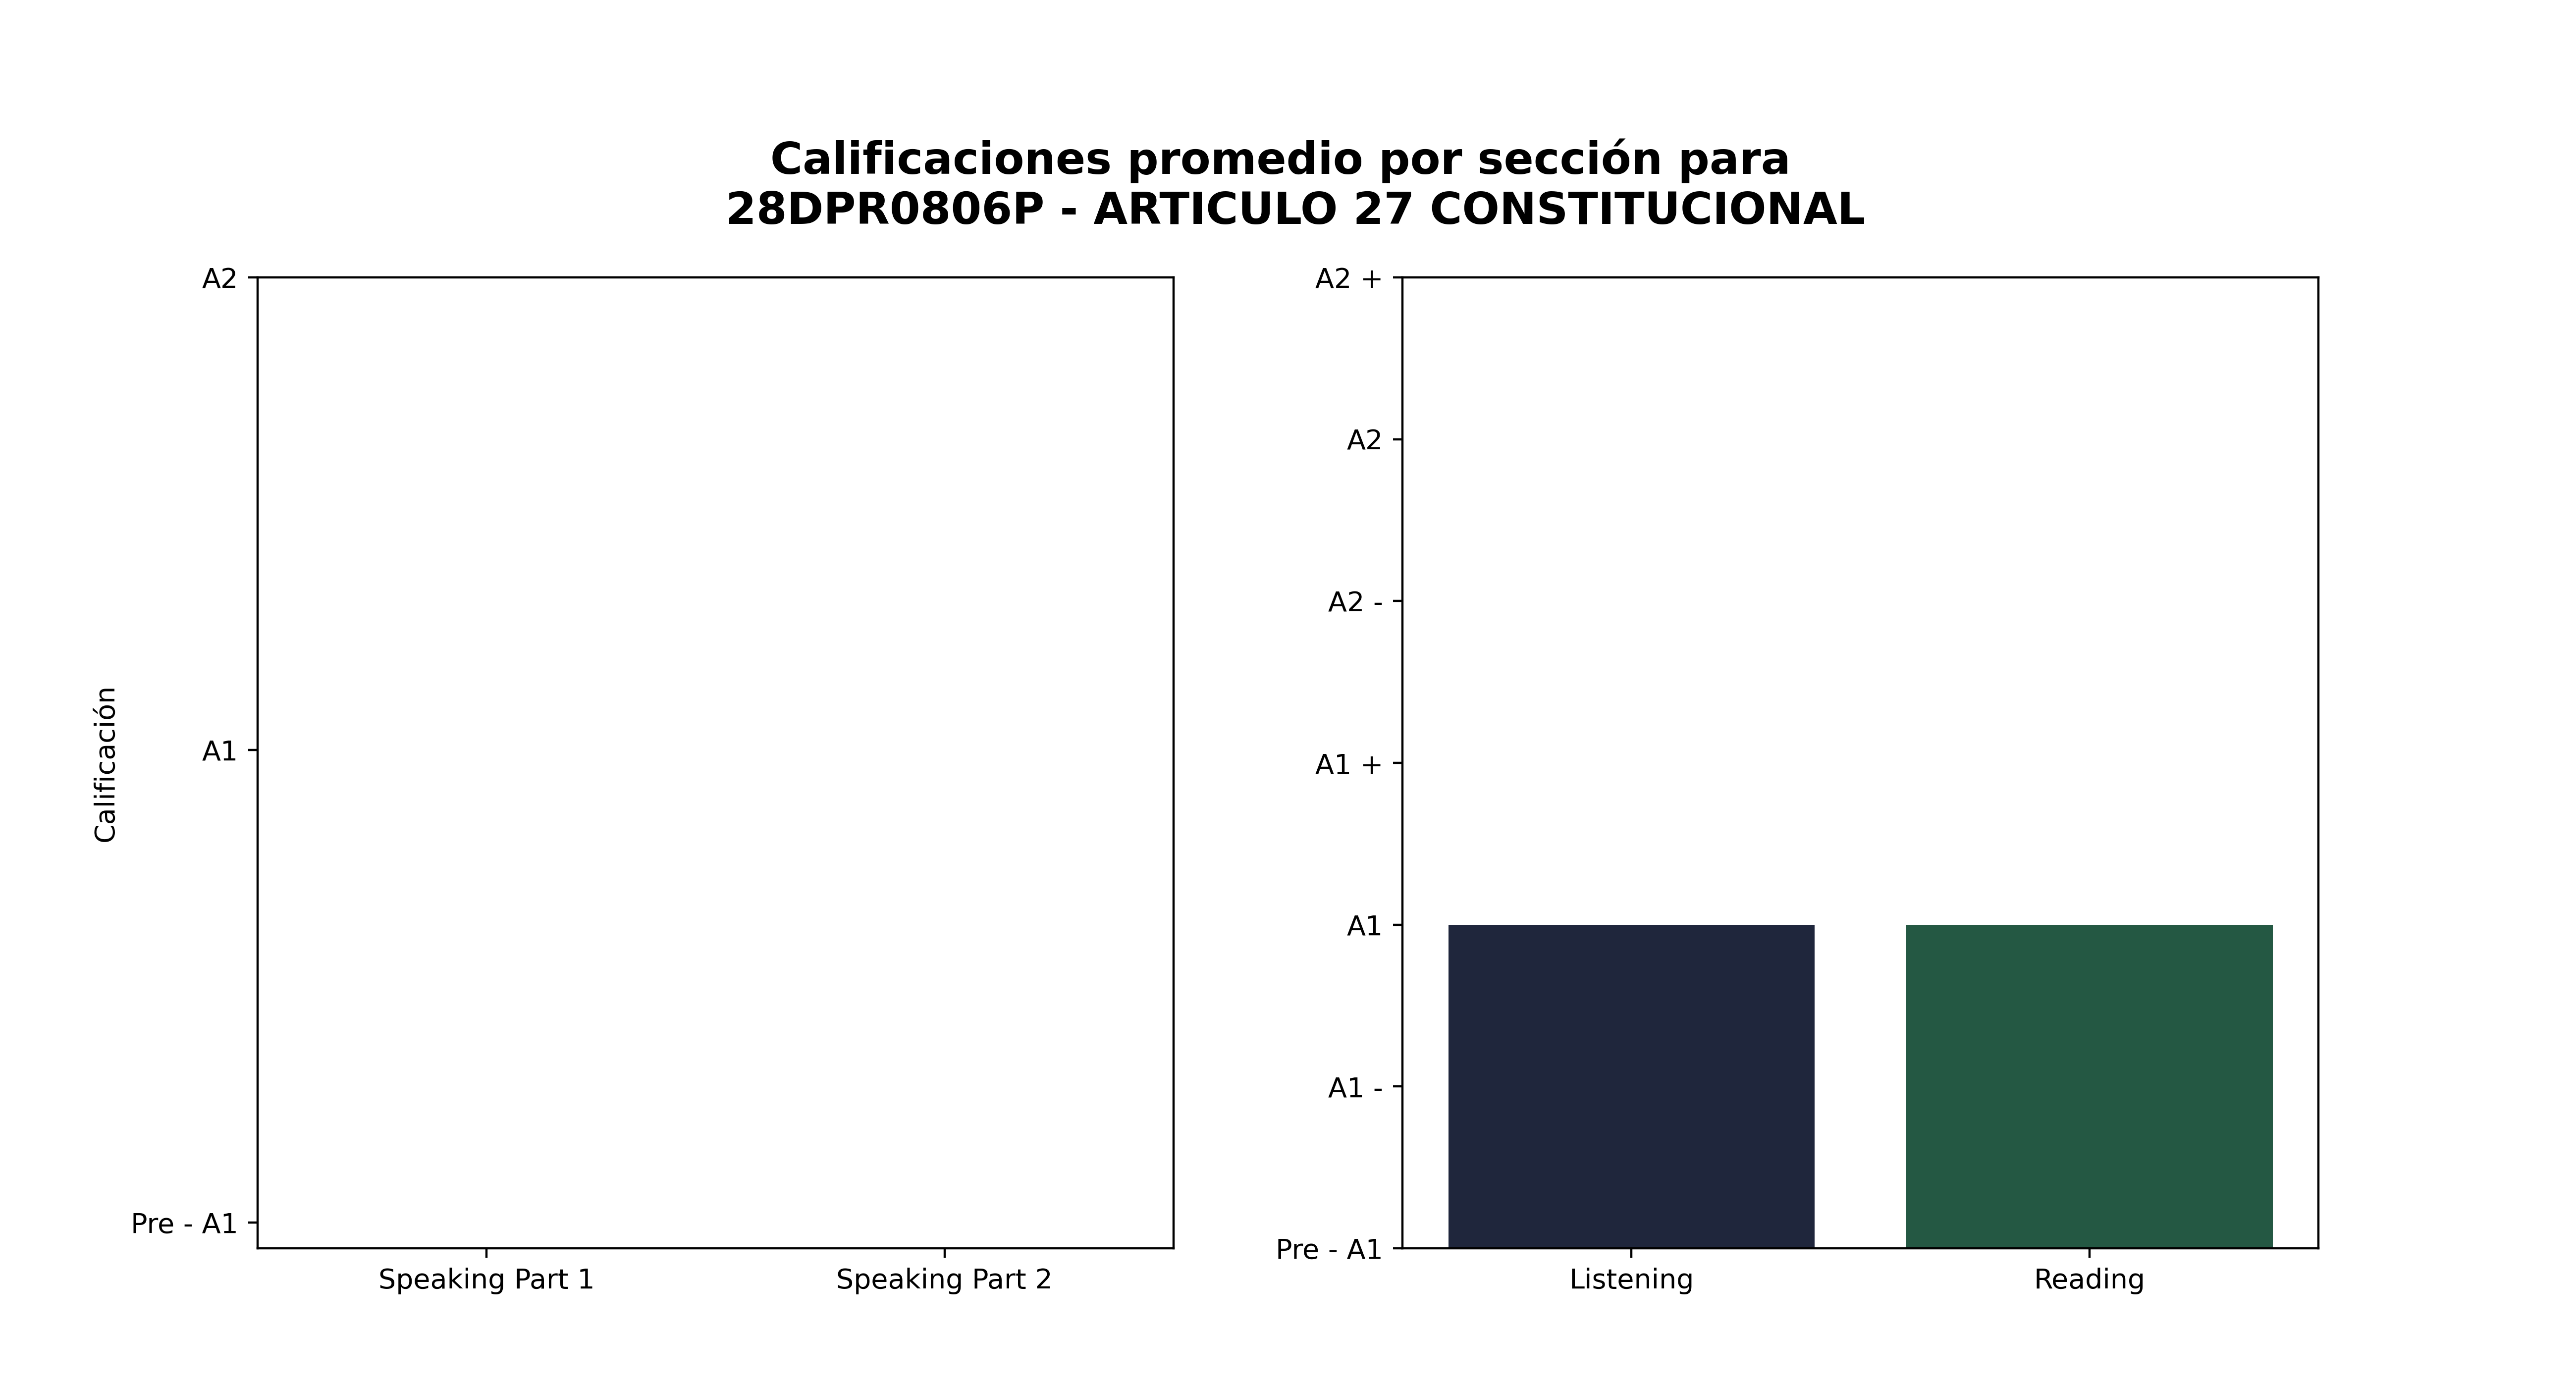 Calificaciones promedio por sección para
28DPR0806P - ARTICULO 27 CONSTITUCIONAL
Calificación
A2
A1
Pre - A1
Speaking Part 1
Speaking Part 2
A2 +
A2
A2 -
A1 +
A1
A1 -
Pre - A1
Listening
Reading